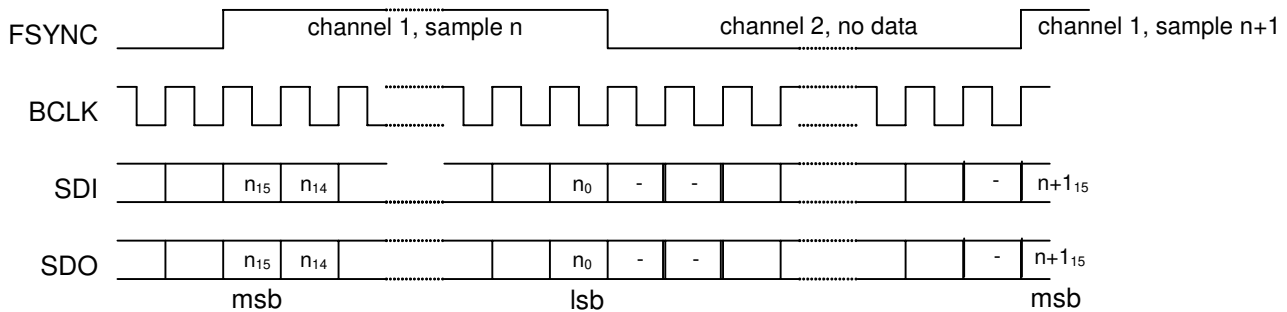 FSYNC channel 1, sample n channel 2, no data channel 1, sample n+1
BCLK
SDI n₁₅ n₁₄ n₀ - - - n+1₁₅
SDO n₁₅ n₁₄ n₀ - - - n+1₁₅
msb lsb msb